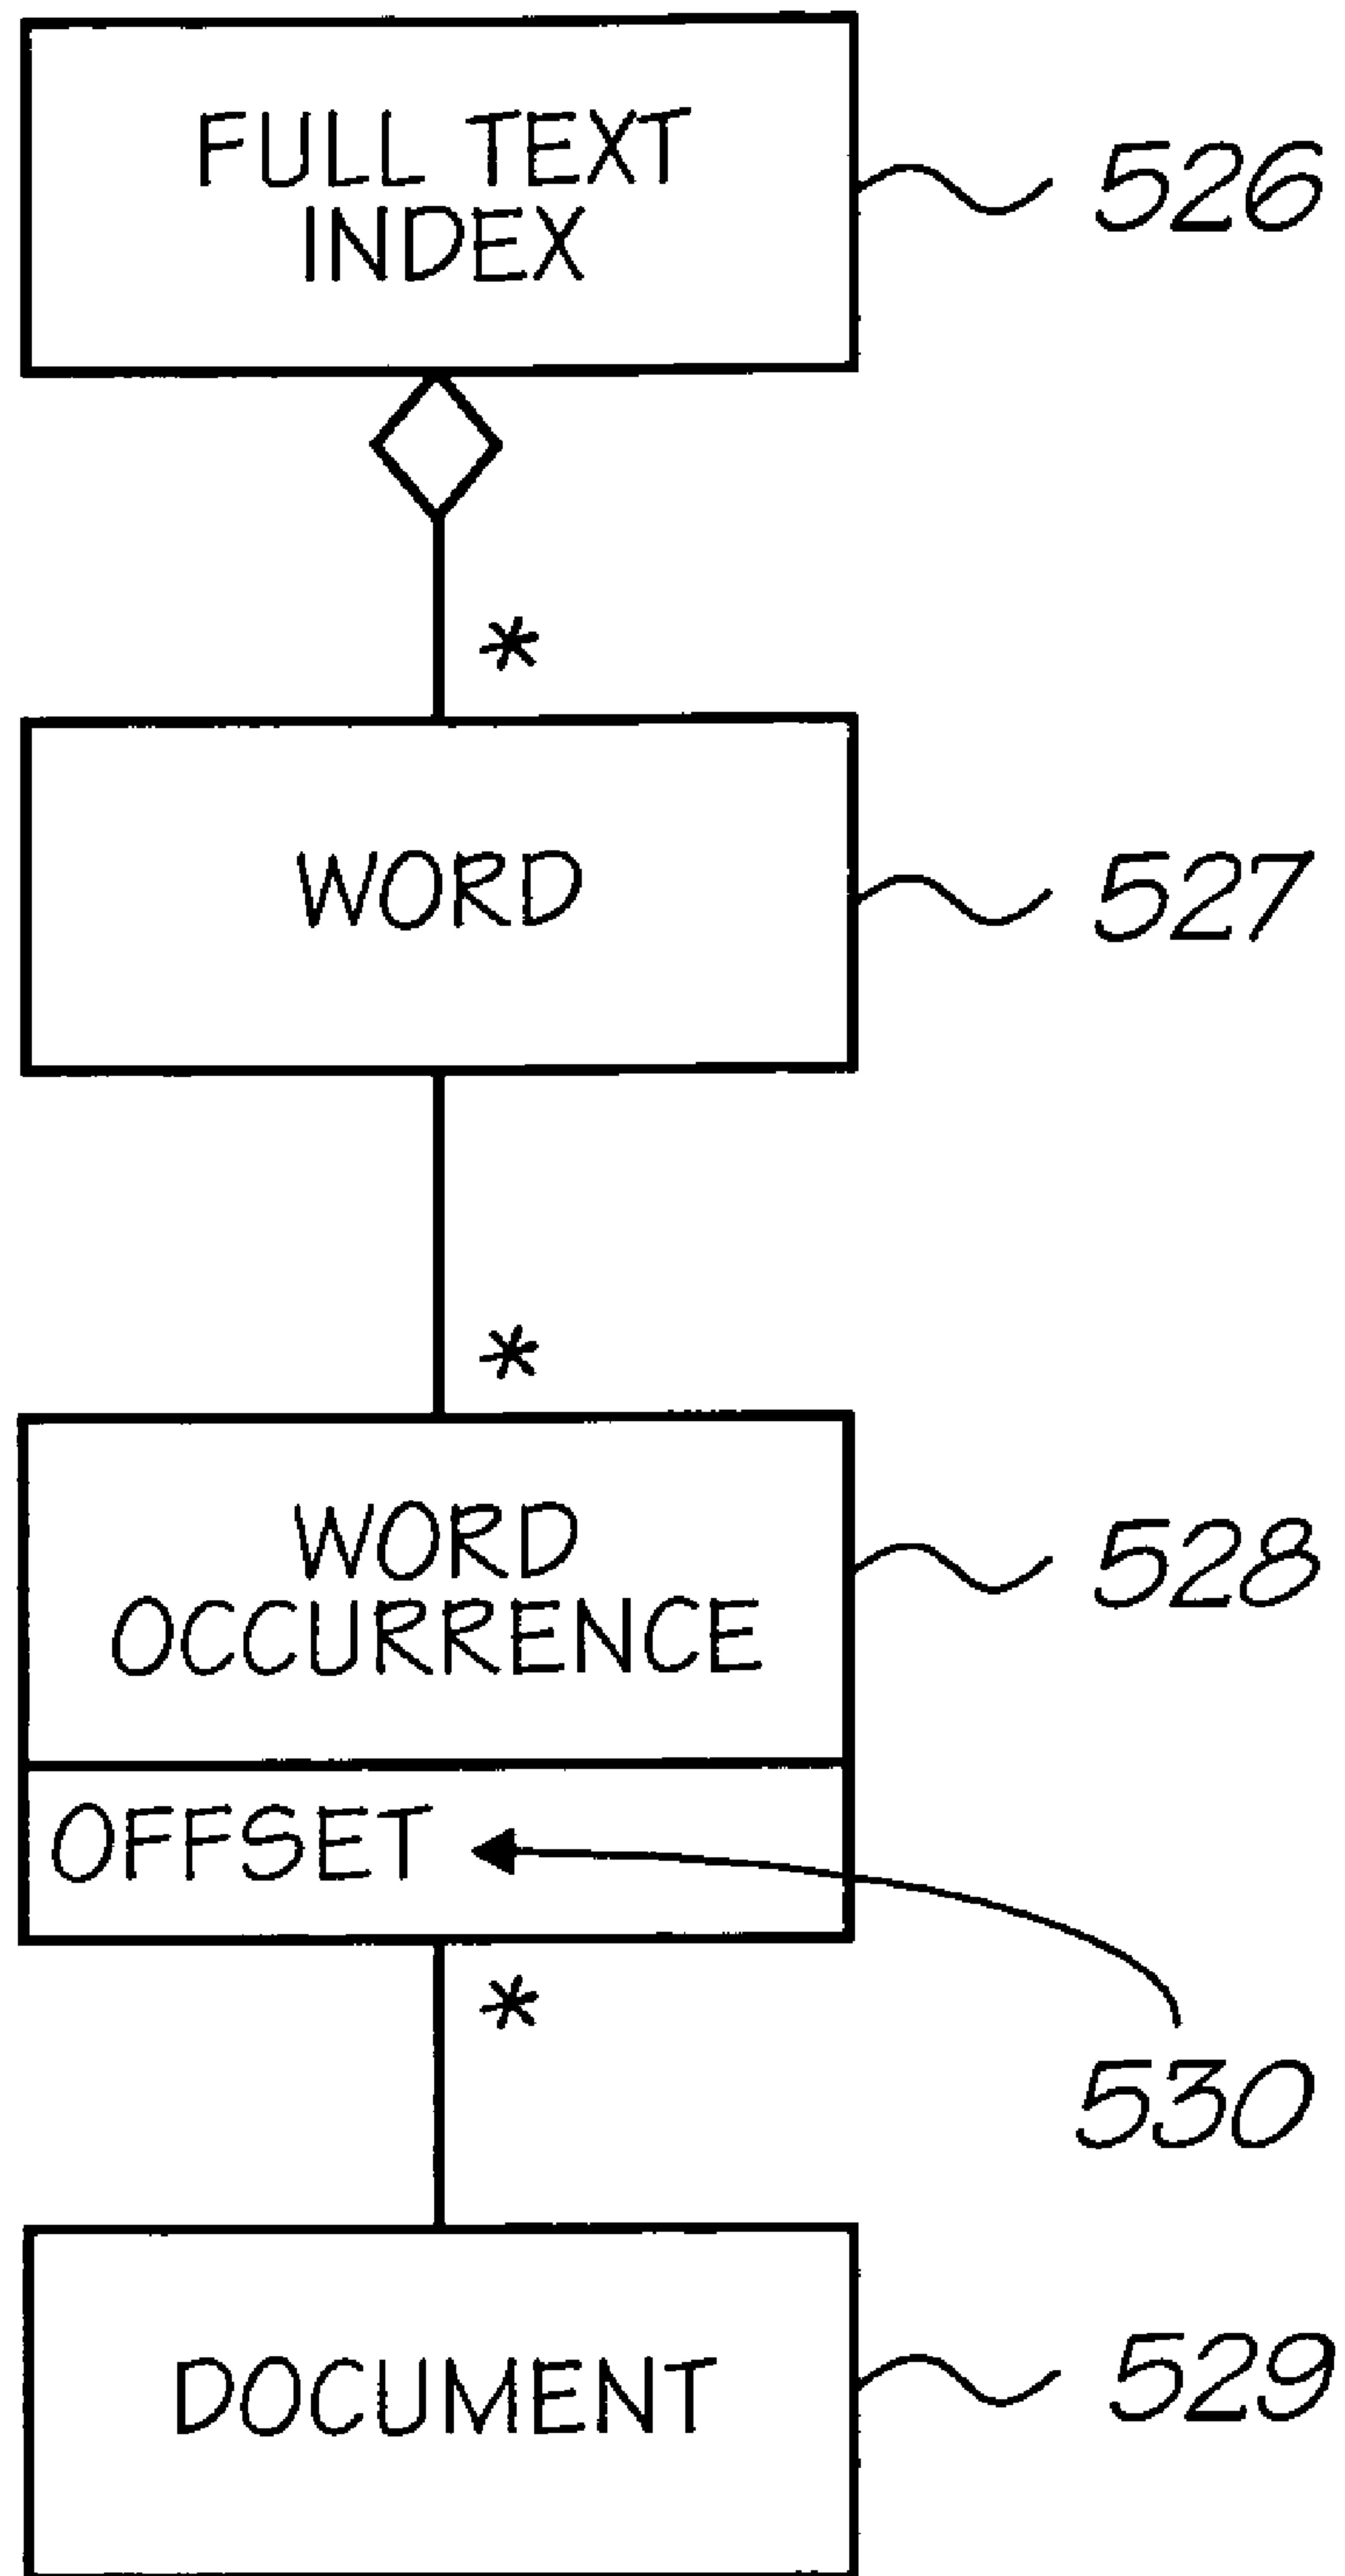 FULL TEXT
INDEX
526
*
WORD
527
*
WORD
OCCURRENCE
528
OFFSET
*
530
DOCUMENT
529